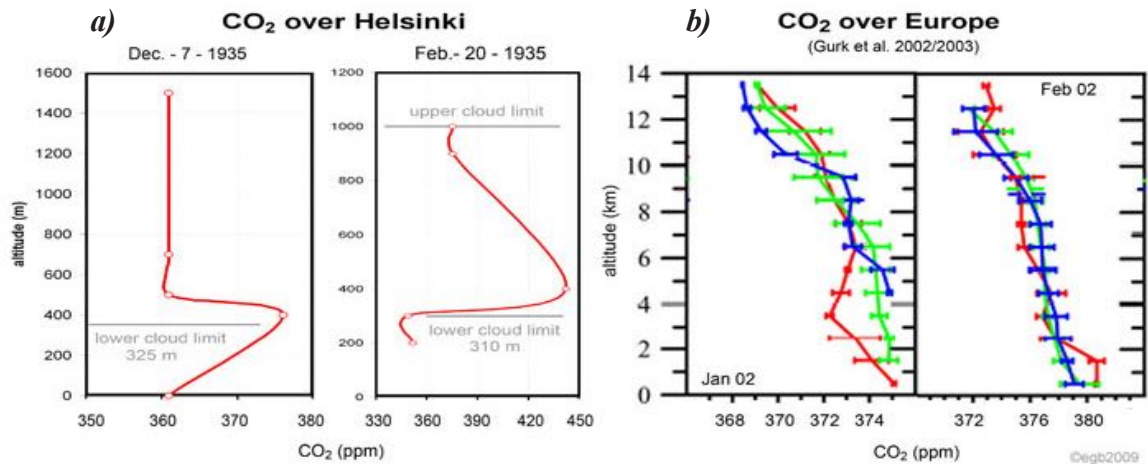 a)
CO₂ over Helsinki
Dec. - 7 - 1935
Feb.- 20 - 1935
altitude (m)
1600
1400
1200
1000
800
600
400
200
0
lower cloud limit
325 m
350
360
370
380
1200
1000
800
600
400
200
0
upper cloud limit
lower cloud limit
310 m
330
360
390
420
450
CO₂ (ppm)
b)
CO₂ over Europe
(Gurk et al. 2002/2003)
altitude (km)
14
12
10
8
6
4
2
0
Jan 02
368
370
372
374
Feb 02
372
376
380
CO₂ (ppm)
©egb2009